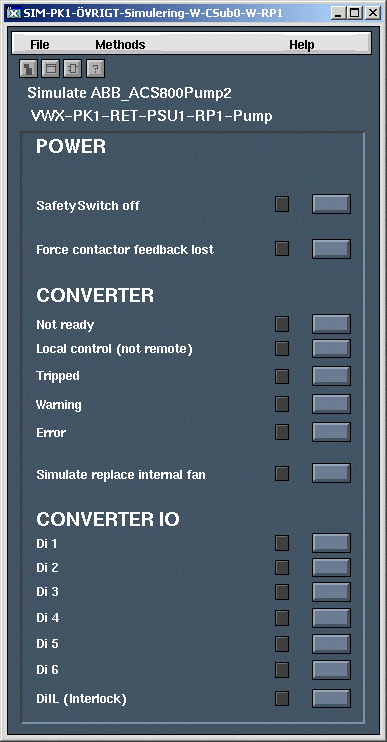 SIM-PK1-ÖVRIGT-Simulering-W-CSub0-W-RP1
File Methods Help
?
Simulate ABB_ACS800Pump2
VWX-PK1-RET-PSU1-RP1-Pump
POWER
SafetySwitch off
Force contactor feedback lost
CONVERTER
Not ready
Local control (not remote)
Tripped
Warning
Error
Simulate replace internal fan
CONVERTER IO
Di 1
Di 2
Di 3
Di 4
Di 5
Di 6
DiIL (Interlock)